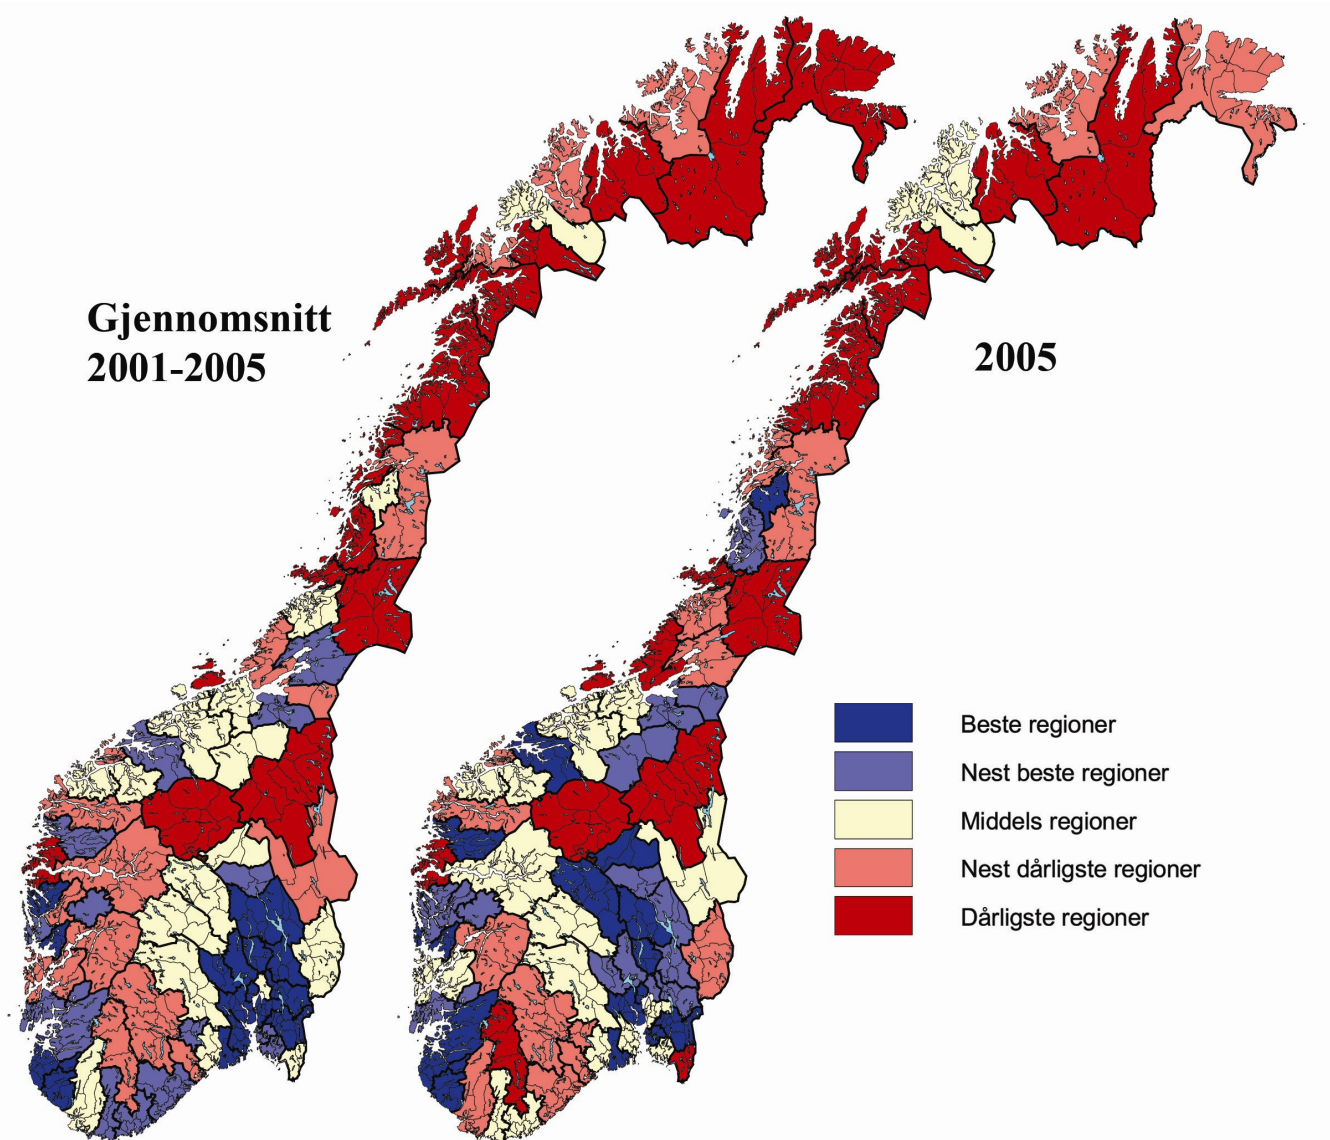 Gjennomsnitt
2001-2005
2005
Beste regioner
Nest beste regioner
Middels regioner
Nest dårligste regioner
Dårligste regioner